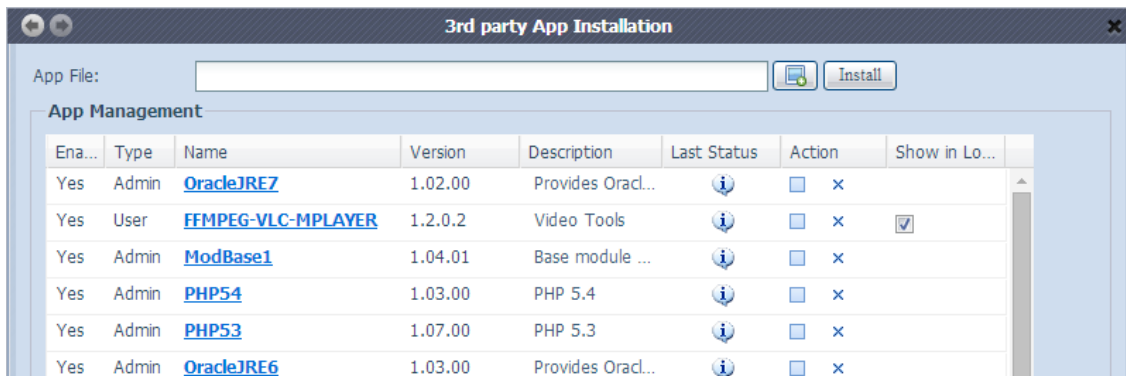 3rd party App Installation
App File: Install
App Management
Ena... Type Name Version Description Last Status Action Show in Lo...
Yes Admin OracleJRE7 1.02.00 Provides Oracl...
Yes User FFMPEG-VLC-MPLAYER 1.2.0.2 Video Tools
Yes Admin ModBase1 1.04.01 Base module ...
Yes Admin PHP54 1.03.00 PHP 5.4
Yes Admin PHP53 1.07.00 PHP 5.3
Yes Admin OracleJRE6 1.03.00 Provides Oracl...